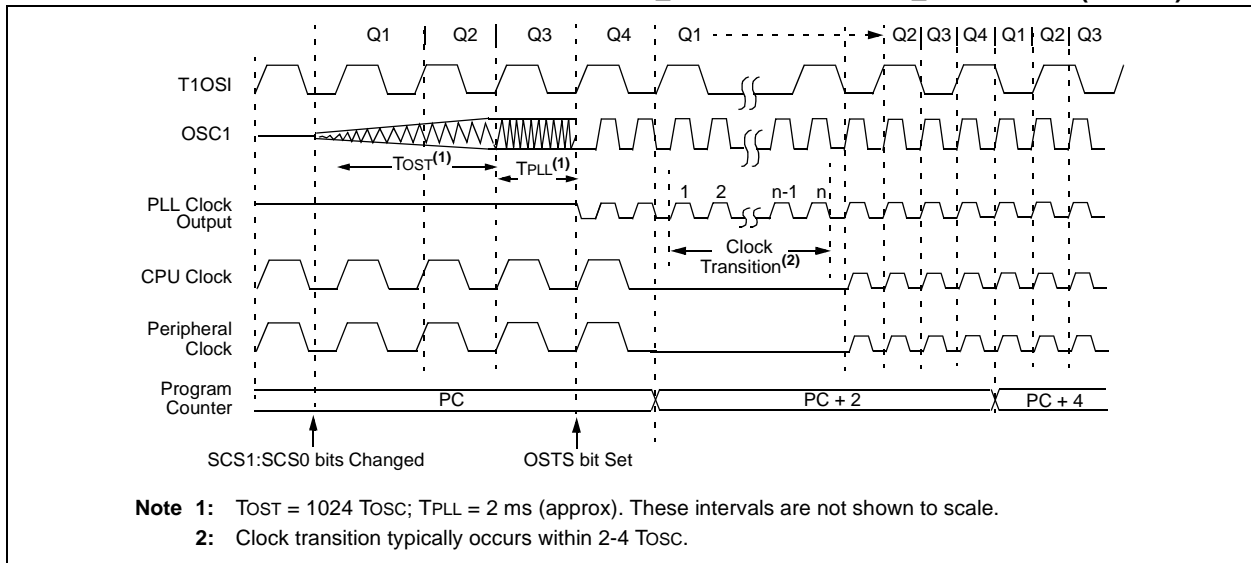 Q1 Q2 Q3 Q4 Q1 Q2 Q3 Q4 Q1 Q2 Q3
T1OSI
OSC1
TOST(1)
TPLL(1)
1 2 n-1 n
PLL Clock
Output
Clock
Transition(2)
CPU Clock
Peripheral
Clock
Program
Counter
PC PC + 2 PC + 4
SCS1:SCS0 bits Changed OSTS bit Set
Note 1: TOST = 1024 TOSC; TPLL = 2 ms (approx). These intervals are not shown to scale.
2: Clock transition typically occurs within 2-4 TOSC.